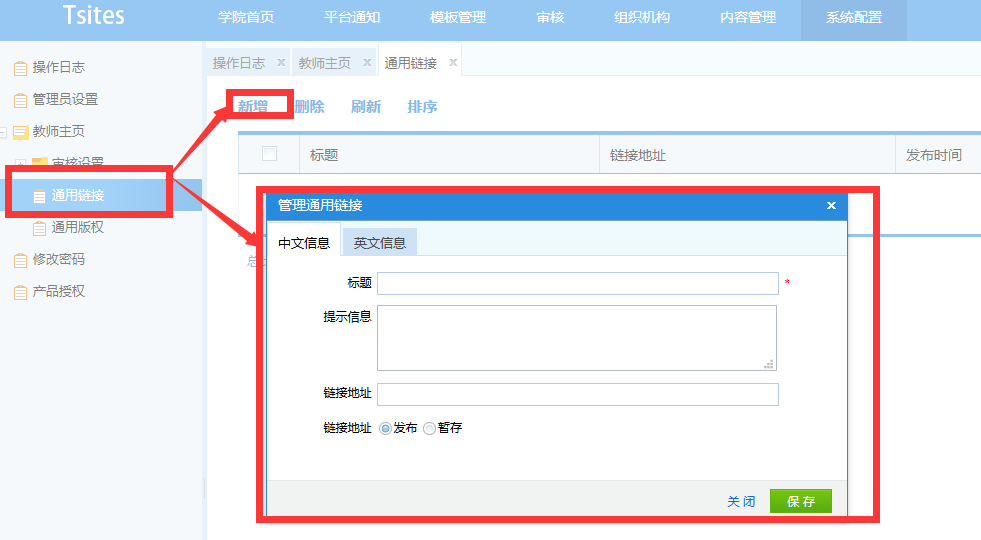 Tsites
学院首页 平台通知 模板管理 审核 组织机构 内容管理 系统配置
操作日志
管理员设置
教师主页
审核设置
通用链接
通用版权
修改密码
产品授权
操作日志 x 教师主页 x 通用链接 x
新增 删除 刷新 排序
标题 链接地址 发布时间
总
管理通用链接 ×
中文信息 英文信息
标题 *
提示信息
链接地址
链接地址 发布 暂存
关闭 保存